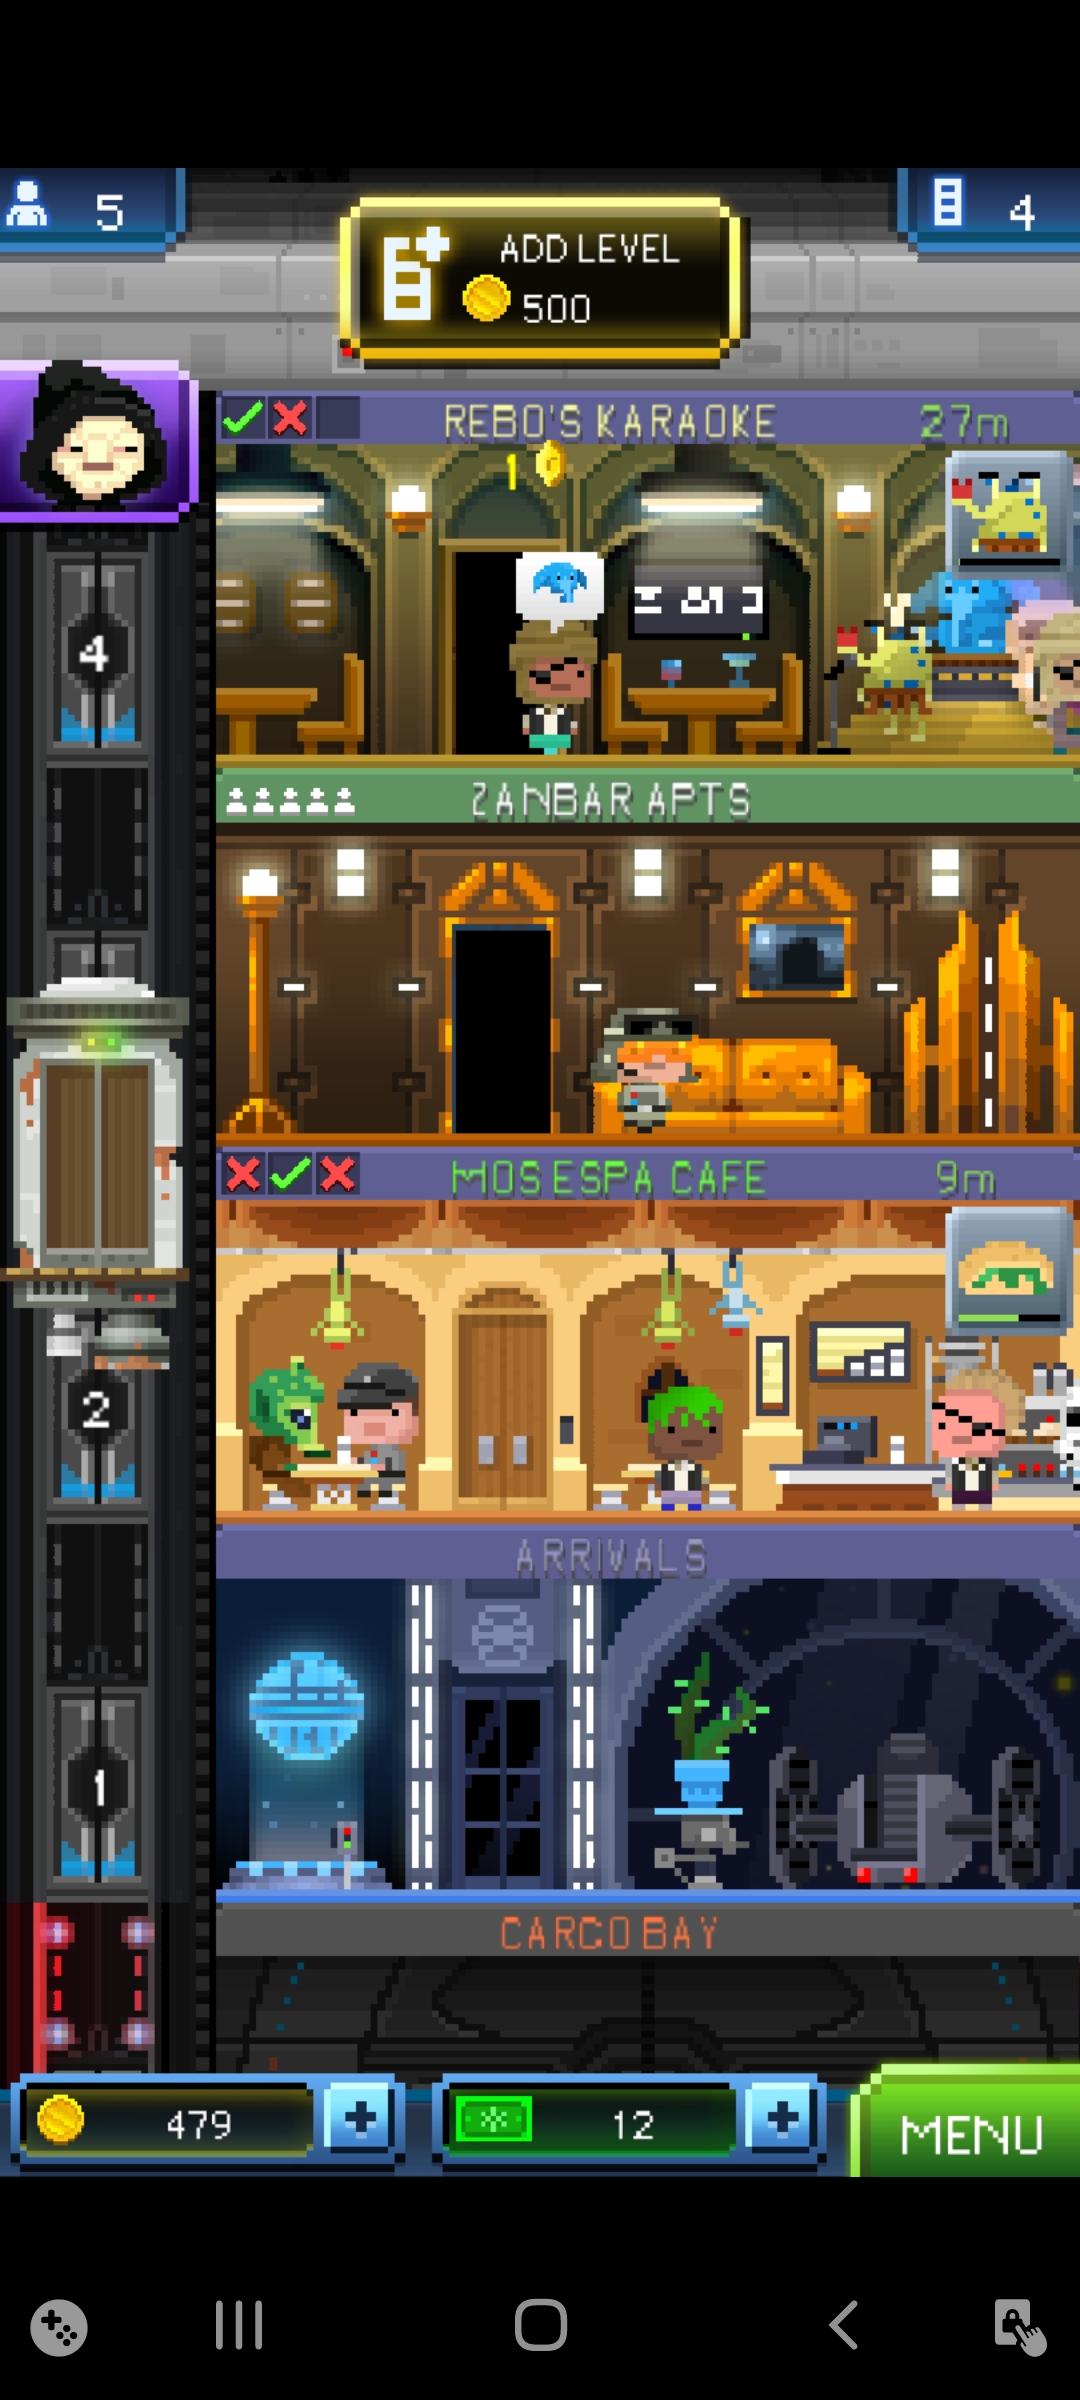 5
ADD LEVEL
500
4
REBO'S KARAOKE
27m
1
4
ZANBAR APTS
MOS ESPA CAFE
9m
2
ARRIVALS
1
CARGO BAY
479
12
MENU